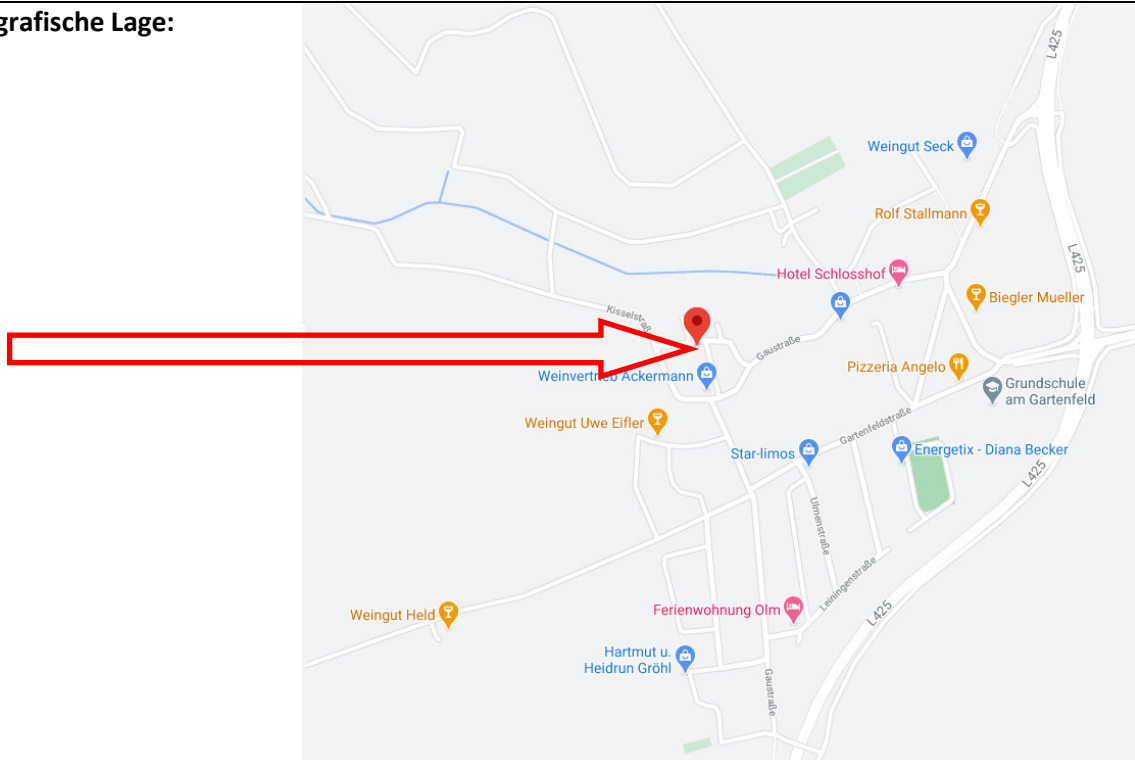 grafische Lage:
L425
Weingut Seck
Rolf Stallmann
L425
Hotel Schlosshof
Biegler Mueller
Kisselstraß
Gaustraße
Pizzeria Angelo
Weinvertrieb Ackermann
Grundschule
am Gartenfeld
Weingut Uwe Eifler
Gartenfeldstraße
Star-limos
Energetix - Diana Becker
L425
Ulmenstraße
Leiningenstraße
Weingut Held
Ferienwohnung Olm
L425
Hartmut u.
Heidrun Gröhl
Gaustraße